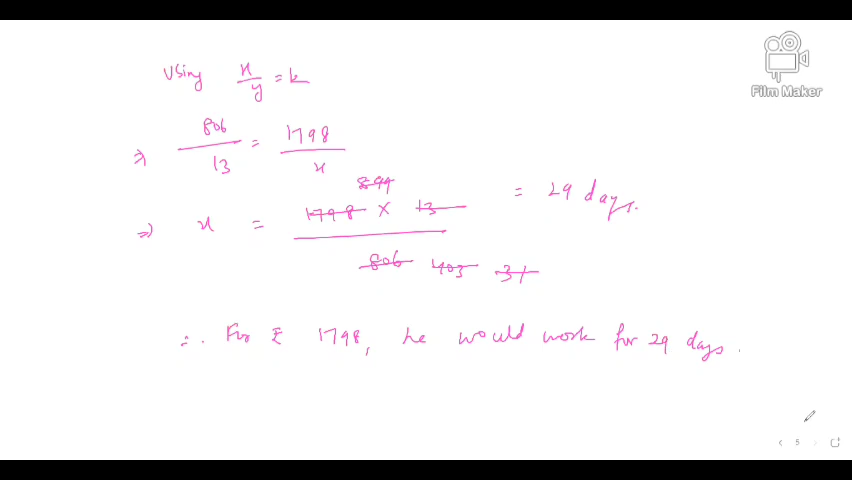 Using x/y = k
Film Maker
⇒ 806/13 = 1798/x
899
⇒ x = 1798 × 13 / 806 403 31 = 29 days.
∴ For ₹ 1798, he would work for 29 days.
5